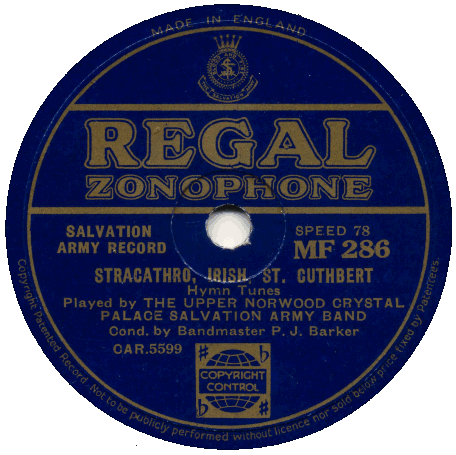 MADE IN ENGLAND
REGAL
ZONOPHONE
SALVATION
ARMY RECORD
SPEED 78
MF 286
STRACATHRO, IRISH, ST. CUTHBERT
Hymn Tunes
Played by THE UPPER NORWOOD CRYSTAL
PALACE SALVATION ARMY BAND
Cond. by Bandmaster P. J. Barker
CAR.5599
COPYRIGHT
CONTROL
Copyright Patented Record. Not to be publicly performed without licence nor sold below price fixed by Patentees.